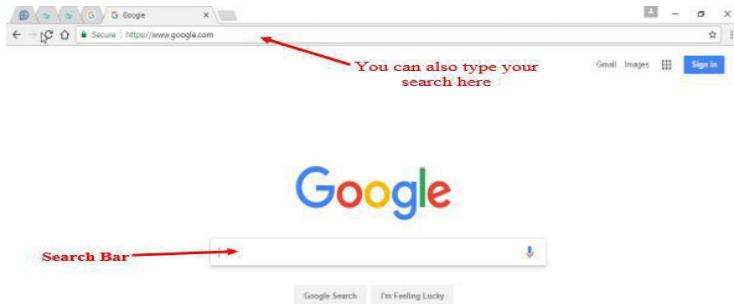 G Google
Secure | https://www.google.com
You can also type your
search here
Gmail Images
Sign in
Google
Search Bar
Google Search I'm Feeling Lucky